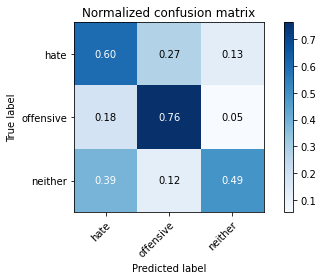 Normalized confusion matrix
True label
hate
0.60 0.27 0.13
offensive
0.18 0.76 0.05
neither
0.39 0.12 0.49
hate offensive neither
Predicted label
0.7
0.6
0.5
0.4
0.3
0.2
0.1